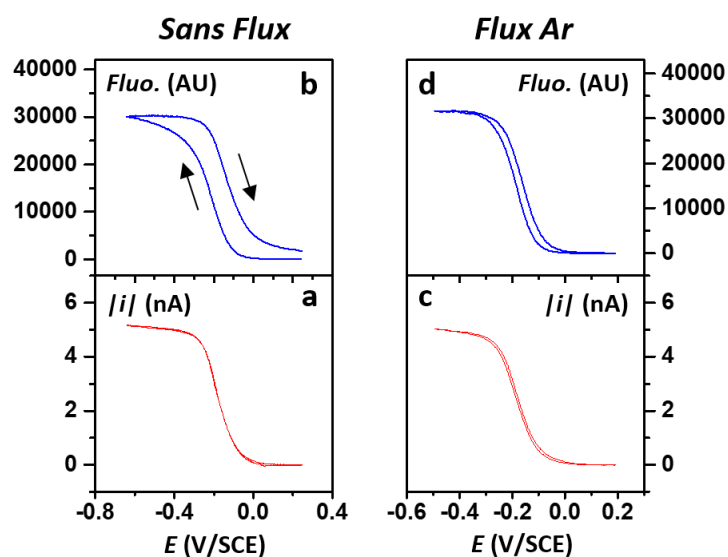 Sans Flux
Flux Ar
40000
30000
20000
10000
0
Fluo. (AU)
b
d
Fluo. (AU)
40000
30000
20000
10000
0
6
4
2
0
|i| (nA)
a
c
|i| (nA)
6
4
2
0
-0.8 -0.4 0.0 0.4
-0.6 -0.4 -0.2 0.0 0.2
E (V/SCE)
E (V/SCE)